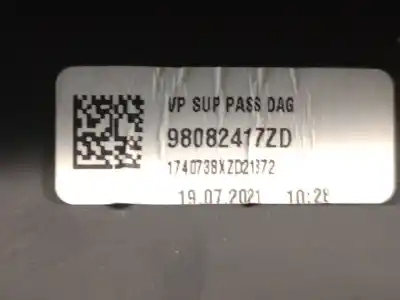 VP SUP PASS DAG
98082417ZD
1740738XZD21372
19.07.2021 10:28